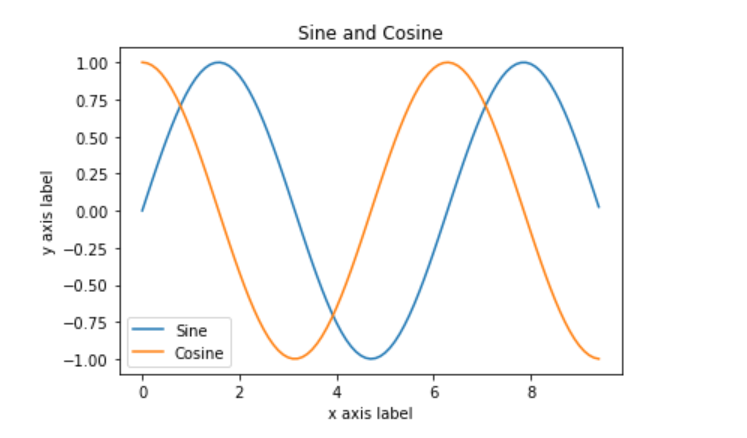 Sine and Cosine
1.00
0.75
0.50
0.25
0.00
−0.25
−0.50
−0.75
−1.00
y axis label
Sine
Cosine
0 2 4 6 8
x axis label